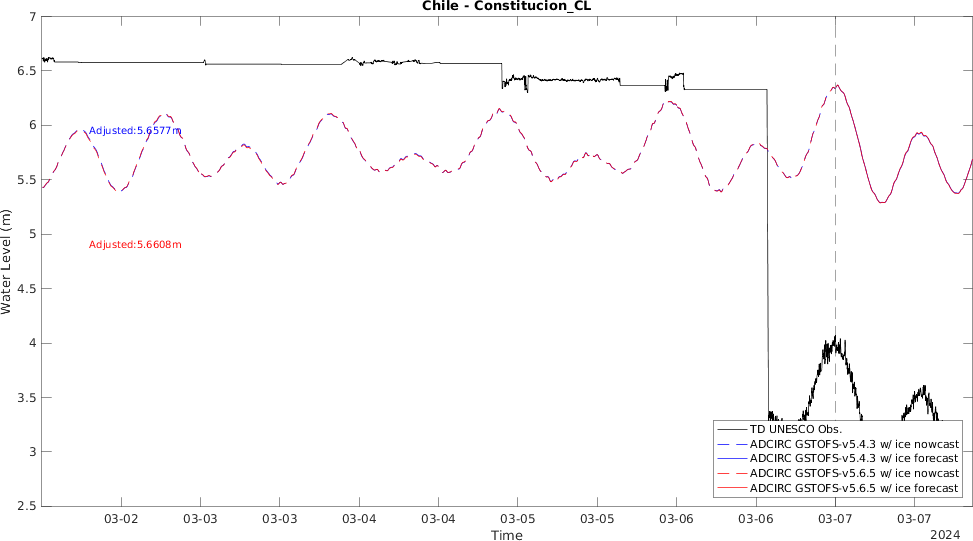 Chile - Constitucion_CL
Water Level (m)
7
6.5
6
5.5
5
4.5
4
3.5
3
2.5
Adjusted:5.6577m
Adjusted:5.6608m
TD UNESCO Obs.
ADCIRC GSTOFS-v5.4.3 w/ ice nowcast
ADCIRC GSTOFS-v5.4.3 w/ ice forecast
ADCIRC GSTOFS-v5.6.5 w/ ice nowcast
ADCIRC GSTOFS-v5.6.5 w/ ice forecast
03-02 03-03 03-03 03-04 03-04 03-05 03-05 03-06 03-06 03-07 03-07
Time
2024